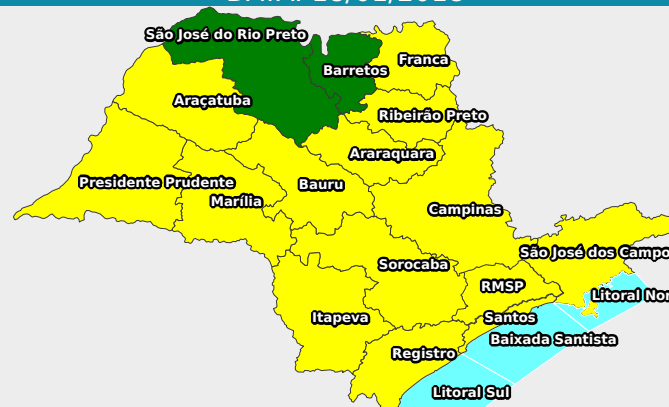 São José do Rio Preto
Franca
Barretos
Araçatuba
Ribeirão Preto
Araraquara
Presidente Prudente
Bauru
Marília
Campinas
São José dos Campo
Sorocaba
RMSP
Litoral Nor
Itapeva
Santos
Baixada Santista
Registro
Litoral Sul